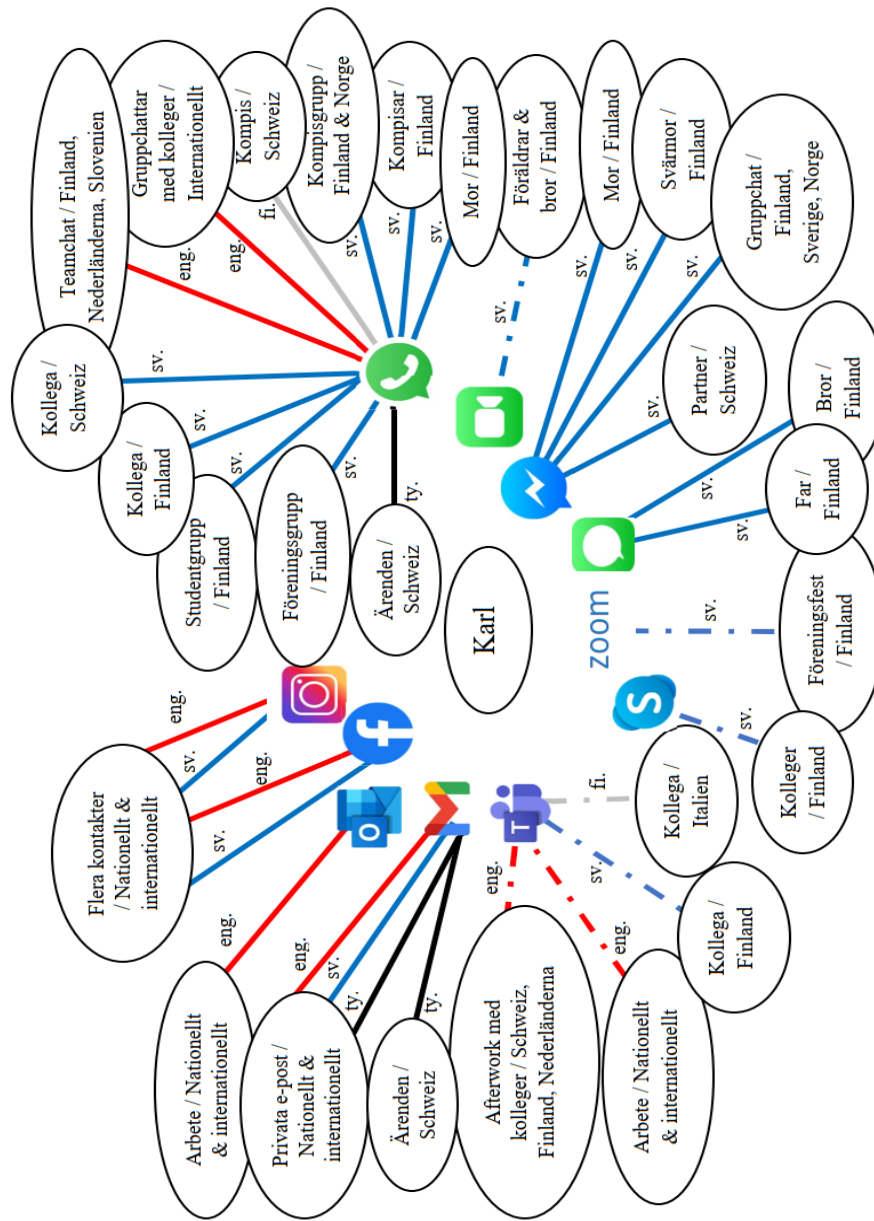 Arbete / Nationellt
& internationellt
eng.
Privata e-post /
Nationellt &
internationellt
eng.
sv.
ty.
Ärenden /
Schweiz
ty.
Afterwork med
kolleger / Schweiz,
Finland, Nederländerna
eng.
Arbete / Nationellt
& internationellt
eng.
Kollega /
Finland
sv.
Kollega /
Italien
fi.
Kolleger
/ Finland
sv.
Föreningsfest
/ Finland
sv.
zoom
Flera kontakter
/ Nationellt &
internationellt
sv.
eng.
sv.
eng.
Karl
Ärenden /
Schweiz
ty.
Föreningsgrupp
/ Finland
sv.
Studentgrupp
/ Finland
sv.
Kollega /
Finland
sv.
Kollega /
Schweiz
sv.
Teamchat / Finland,
Nederländerna, Slovenien
eng.
Gruppchattar
med kolleger /
Internationellt
eng.
Kompis /
Schweiz
fi.
Kompisgrupp /
Finland & Norge
sv.
Kompisar /
Finland
sv.
Mor / Finland
sv.
Föräldrar &
bror / Finland
sv.
Mor / Finland
sv.
Svärmor /
Finland
sv.
Gruppchat /
Finland,
Sverige, Norge
sv.
Partner /
Schweiz
sv.
Bror /
Finland
sv.
Far /
Finland
sv.